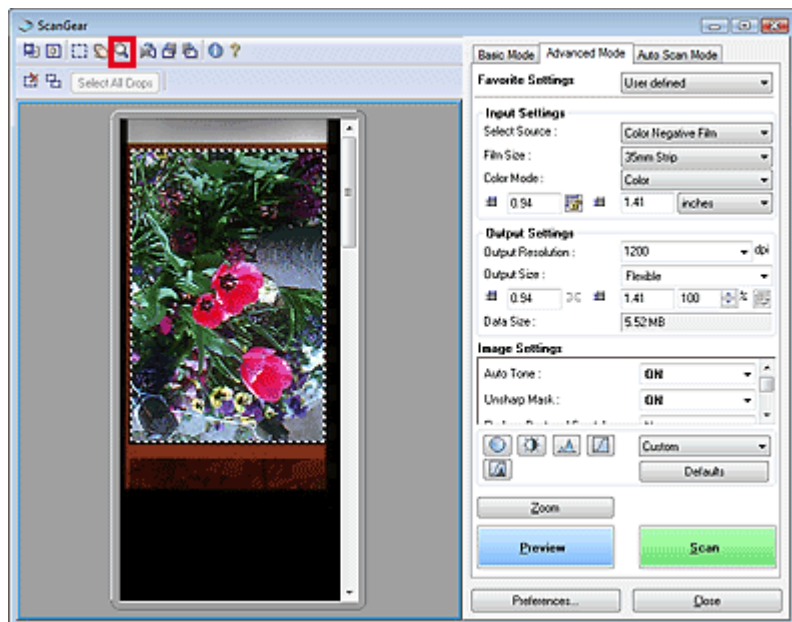 ScanGear
Select All Crops
Basic Mode Advanced Mode Auto Scan Mode
Favorite Settings User defined
Input Settings
Select Source : Color Negative Film
Film Size : 35mm Strip
Color Mode : Color
0.94 1.41 inches
Output Settings
Output Resolution : 1200 dpi
Output Size : Flexible
0.94 1.41 100 %
Data Size : 5.52 MB
Image Settings
Auto Tone : ON
Unsharp Mask : ON
Custom
Defaults
Zoom
Preview Scan
Preferences... Close